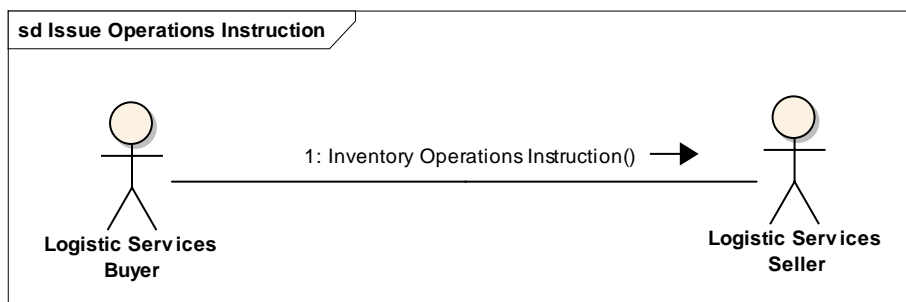 sd Issue Operations Instruction
1: Inventory Operations Instruction()
Logistic Services
Buyer
Logistic Services
Seller